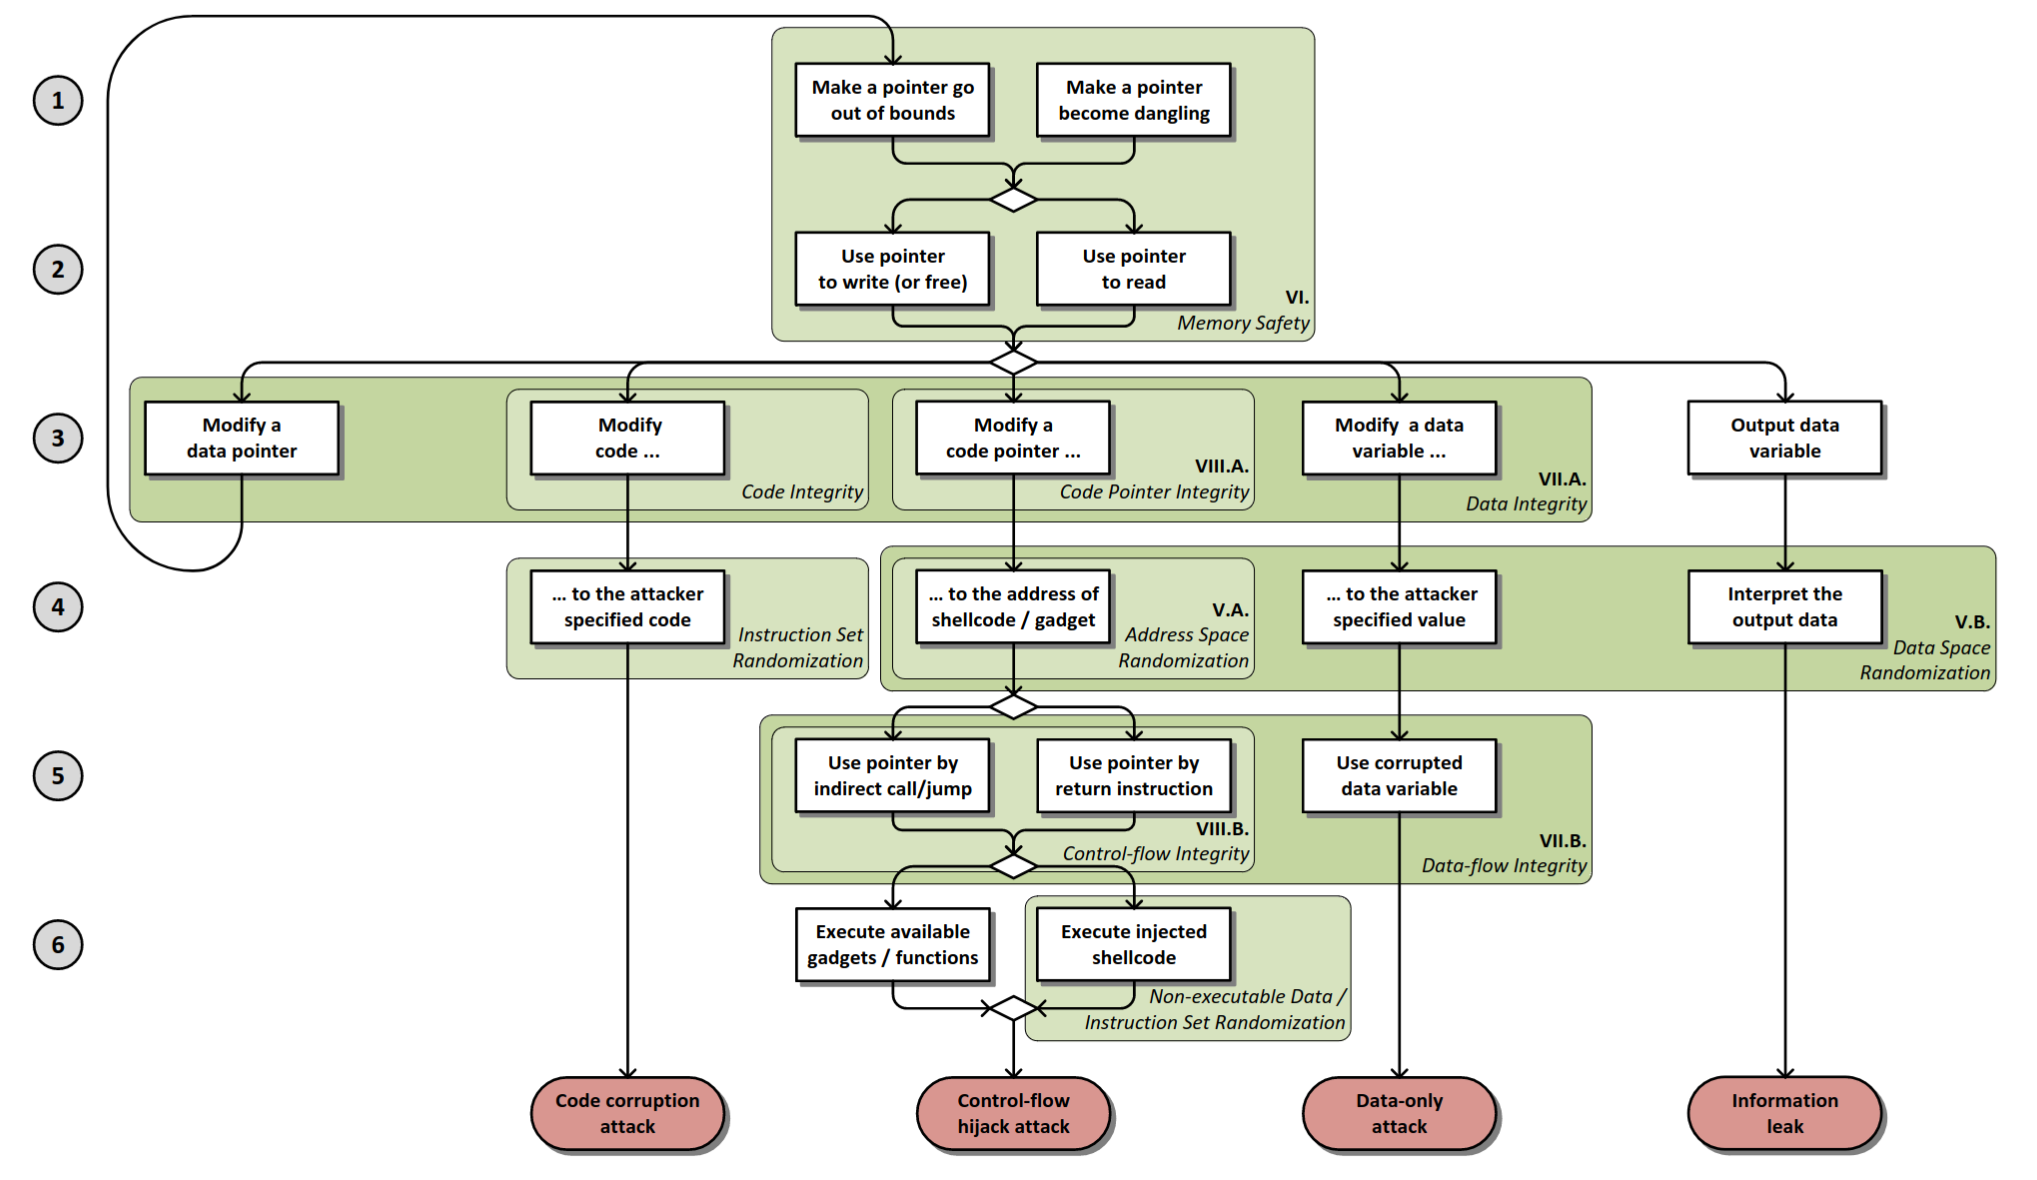 1
Make a pointer go
out of bounds
Make a pointer
become dangling
2
Use pointer
to write (or free)
Use pointer
to read
VI.
Memory Safety
3
Modify a
data pointer
Modify
code ...
Code Integrity
Modify a
code pointer ...
VIII.A.
Code Pointer Integrity
Modify a data
variable ...
VII.A.
Data Integrity
Output data
variable
4
... to the attacker
specified code
Instruction Set
Randomization
... to the address of
shellcode / gadget
V.A.
Address Space
Randomization
... to the attacker
specified value
Interpret the
output data
V.B.
Data Space
Randomization
5
Use pointer by
indirect call/jump
Use pointer by
return instruction
VIII.B.
Control-flow Integrity
Use corrupted
data variable
VII.B.
Data-flow Integrity
6
Execute available
gadgets / functions
Execute injected
shellcode
Non-executable Data /
Instruction Set Randomization
Code corruption
attack
Control-flow
hijack attack
Data-only
attack
Information
leak